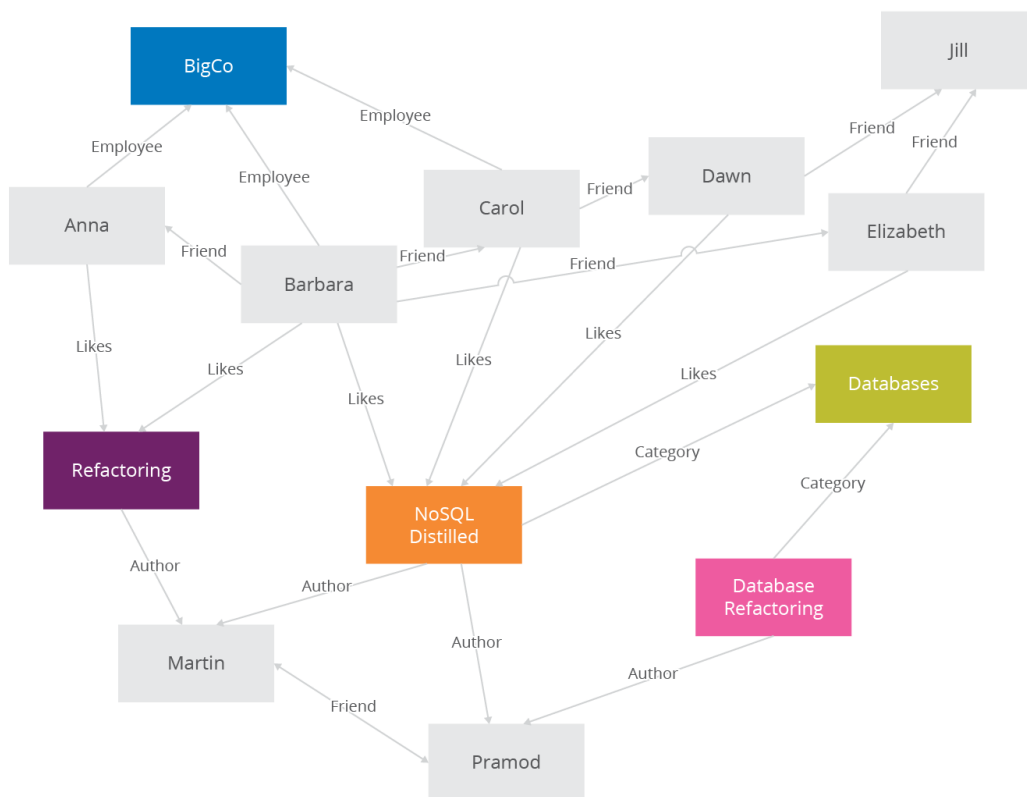 Jill
BigCo
Employee
Friend
Employee
Friend
Dawn
Employee
Friend
Carol
Anna
Elizabeth
Friend
Friend
Friend
Barbara
Likes
Likes
Likes
Likes
Likes
Likes
Databases
Category
Refactoring
Category
NoSQL
Distilled
Author
Author
Database
Refactoring
Author
Martin
Author
Friend
Pramod